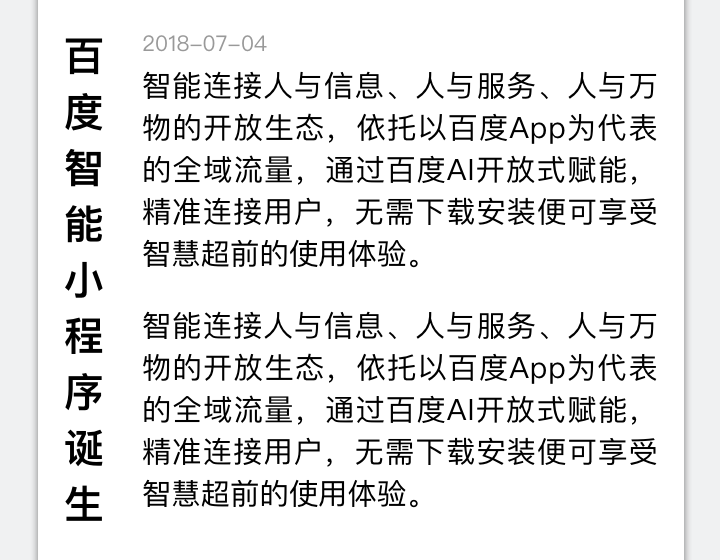 百度智能小程序诞生
2018-07-04
智能连接人与信息、人与服务、人与万
物的开放生态，依托以百度App为代表
的全域流量，通过百度AI开放式赋能，
精准连接用户，无需下载安装便可享受
智慧超前的使用体验。
智能连接人与信息、人与服务、人与万
物的开放生态，依托以百度App为代表
的全域流量，通过百度AI开放式赋能，
精准连接用户，无需下载安装便可享受
智慧超前的使用体验。